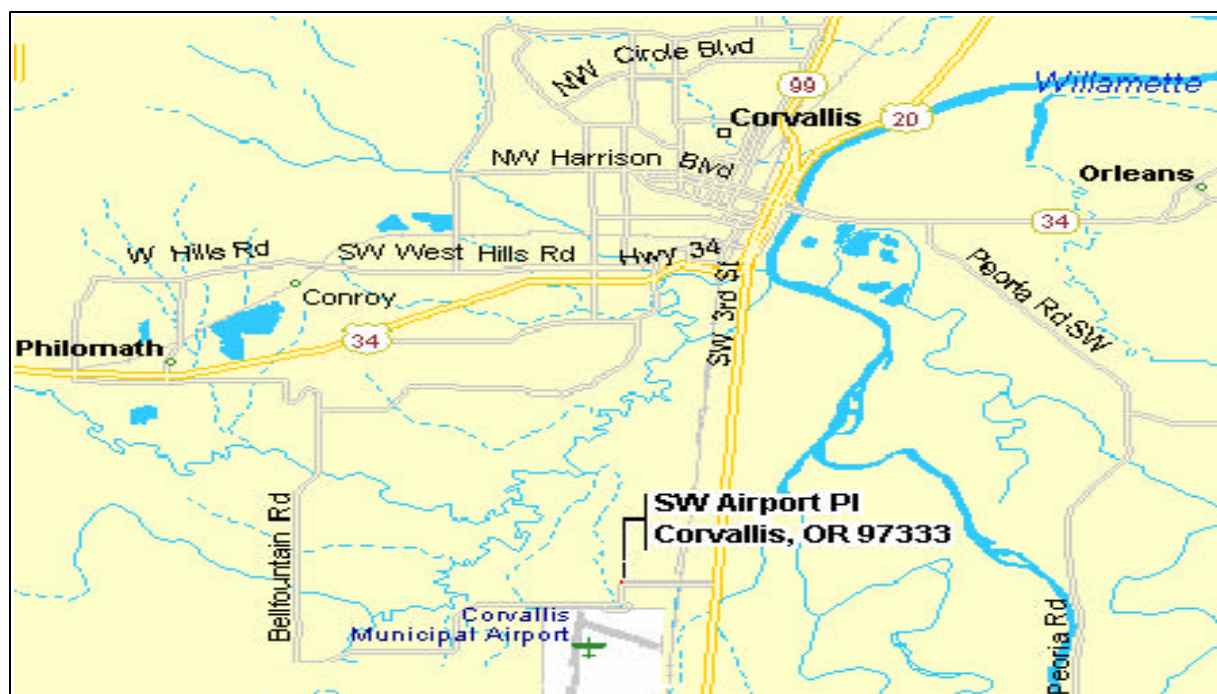 NW Circle Blvd
99
Willamette
Corvallis
20
NW Harrison Blvd
Orleans
34
W Hills Rd
SW West Hills Rd
Hwy 34
Peoria Rd SW
Conroy
SW 3rd St
34
Philomath
SW Airport Pl
Corvallis, OR 97333
Bellfountain Rd
Corvallis
Municipal Airport
Peoria Rd